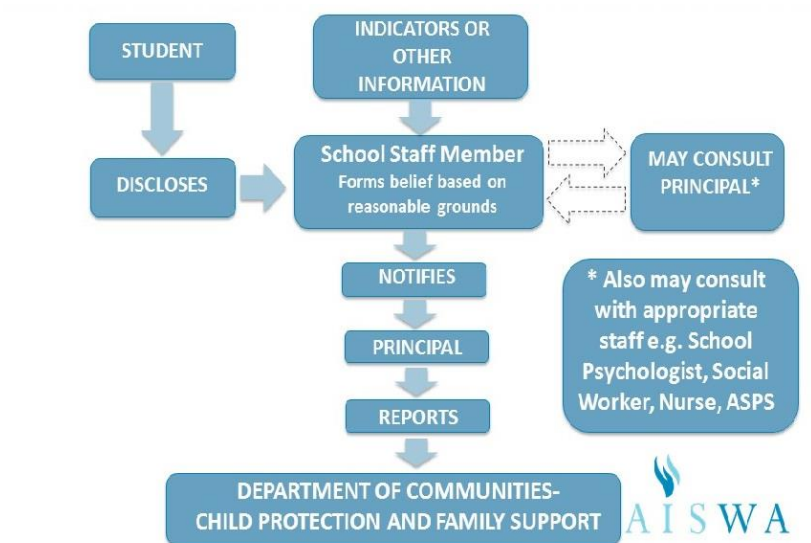 STUDENT
INDICATORS OR
OTHER
INFORMATION
DISCLOSES
School Staff Member
Forms belief based on
reasonable grounds
MAY CONSULT
PRINCIPAL*
NOTIFIES
PRINCIPAL
REPORTS
* Also may consult
with appropriate
staff e.g. School
Psychologist, Social
Worker, Nurse, ASPS
DEPARTMENT OF COMMUNITIES-
CHILD PROTECTION AND FAMILY SUPPORT
AISWA